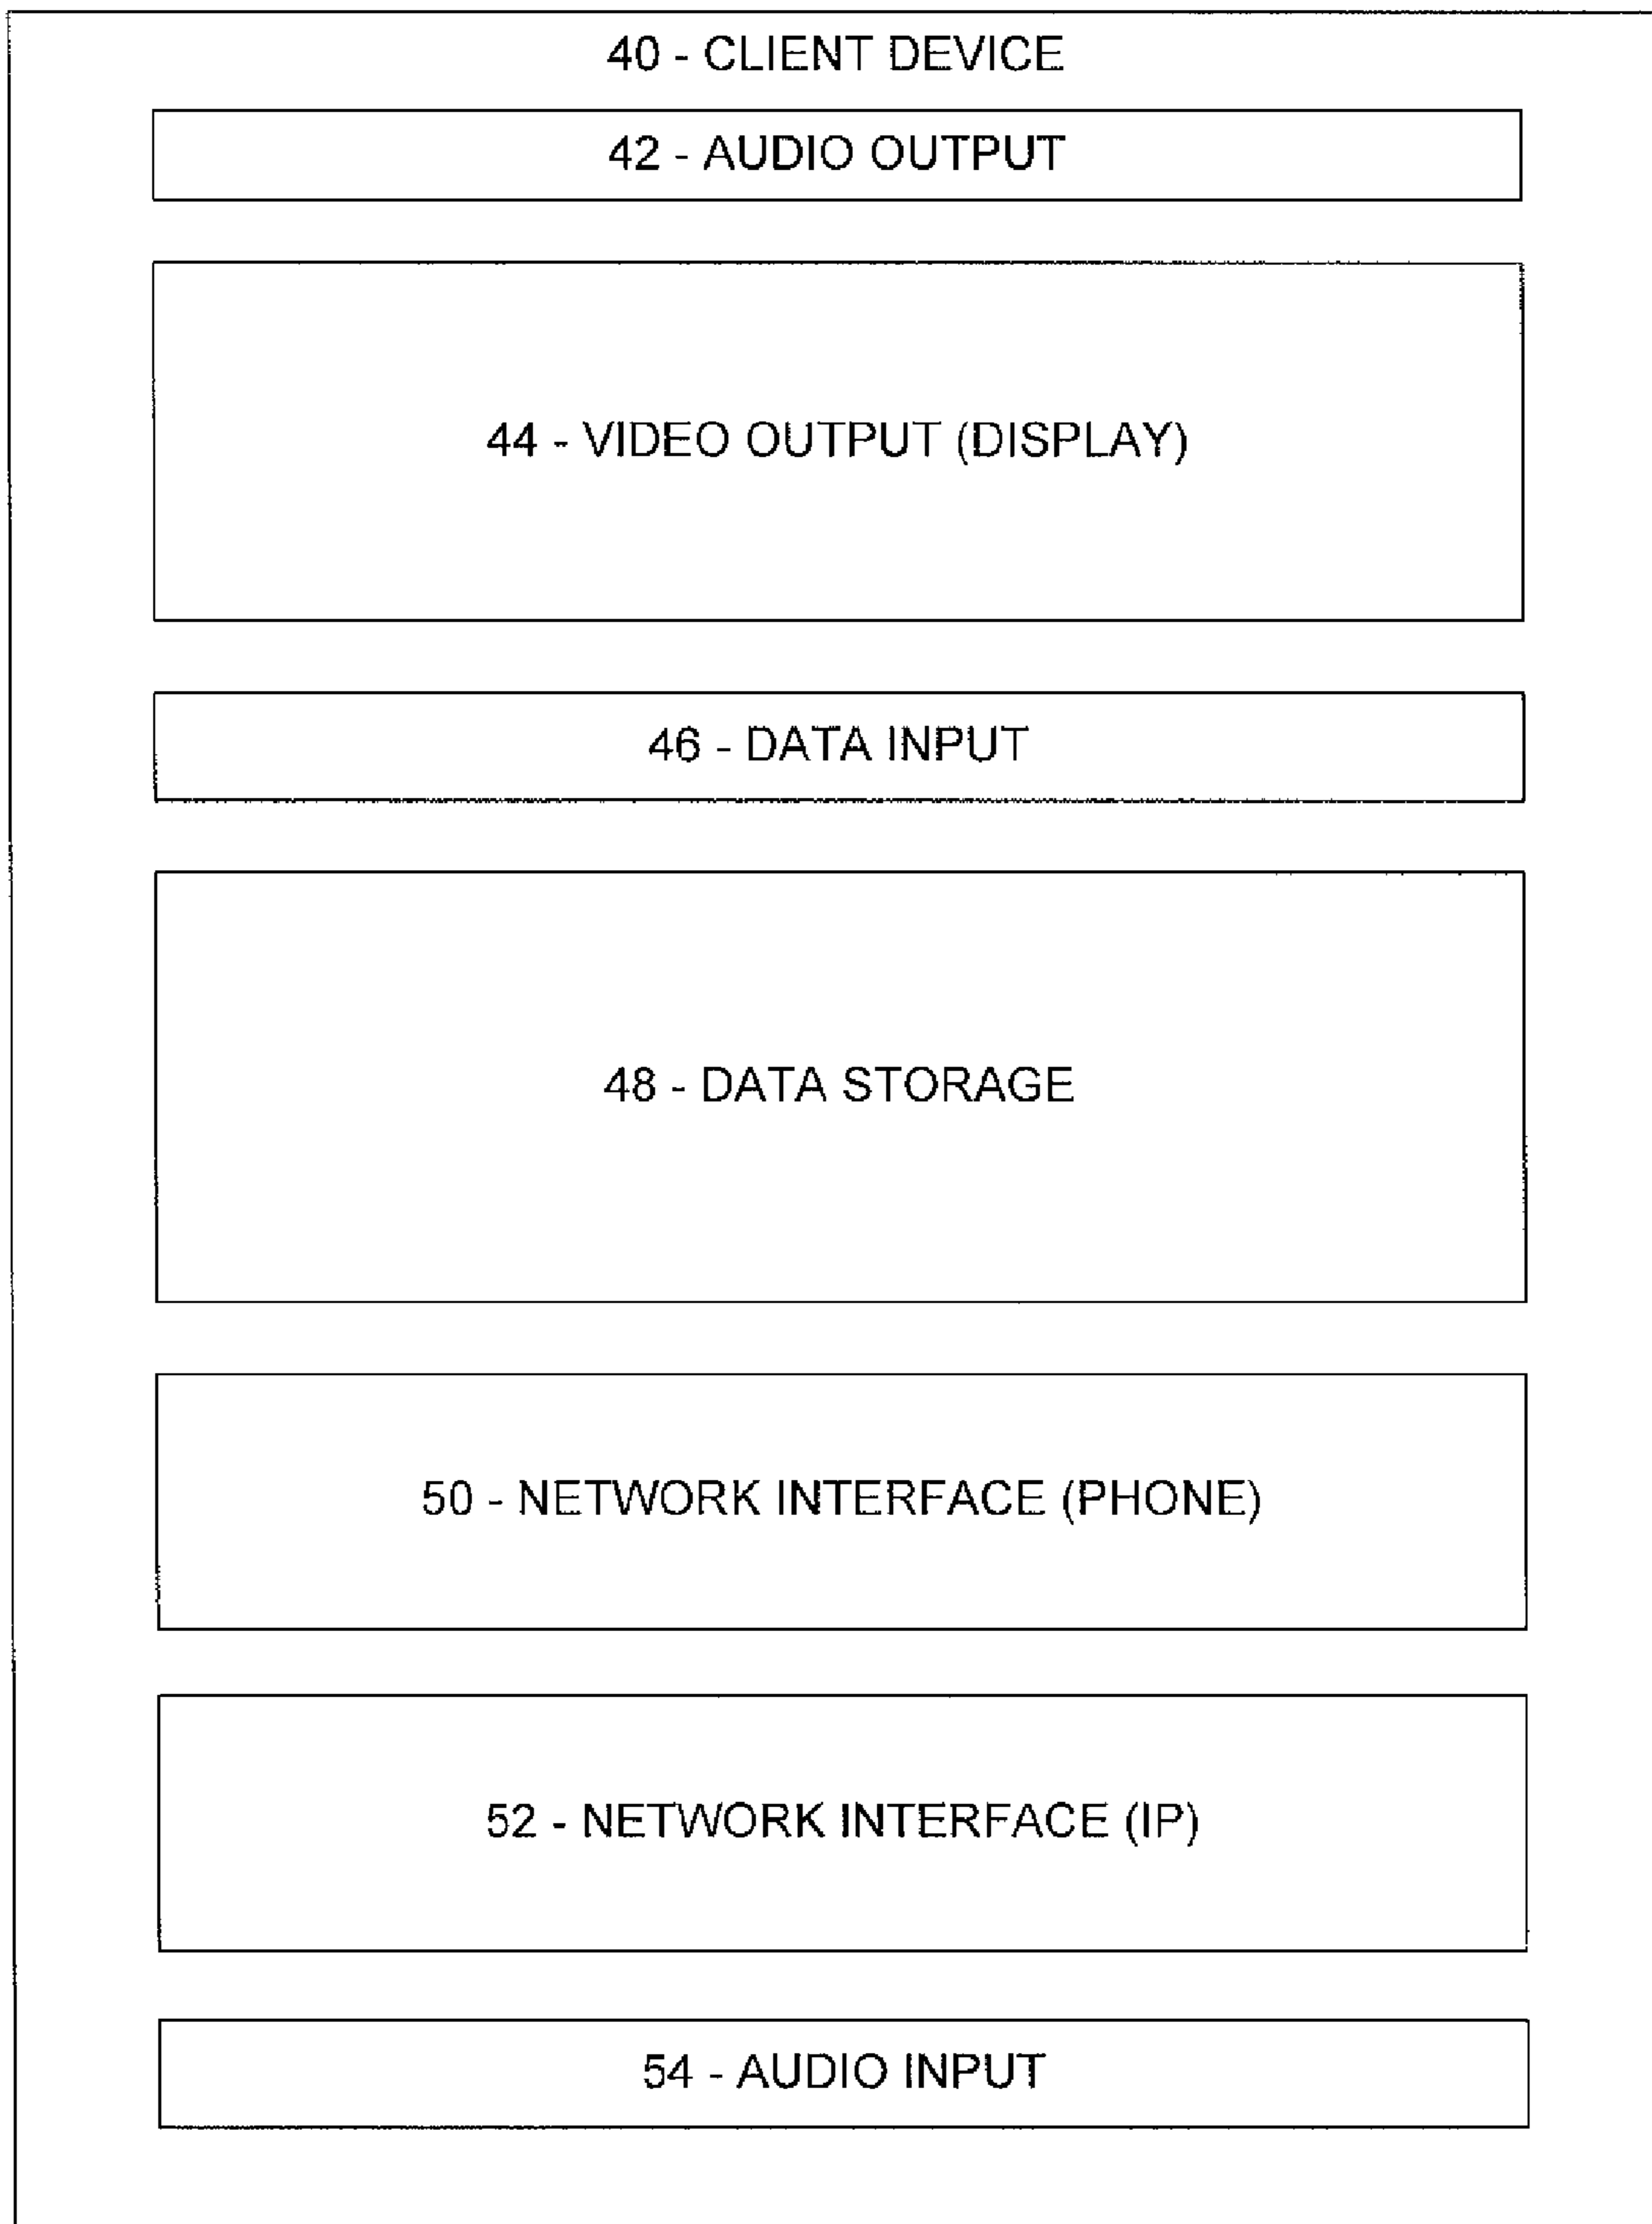 40 - CLIENT DEVICE
42 - AUDIO OUTPUT
44 - VIDEO OUTPUT (DISPLAY)
46 - DATA INPUT
48 - DATA STORAGE
50 - NETWORK INTERFACE (PHONE)
52 - NETWORK INTERFACE (IP)
54 - AUDIO INPUT